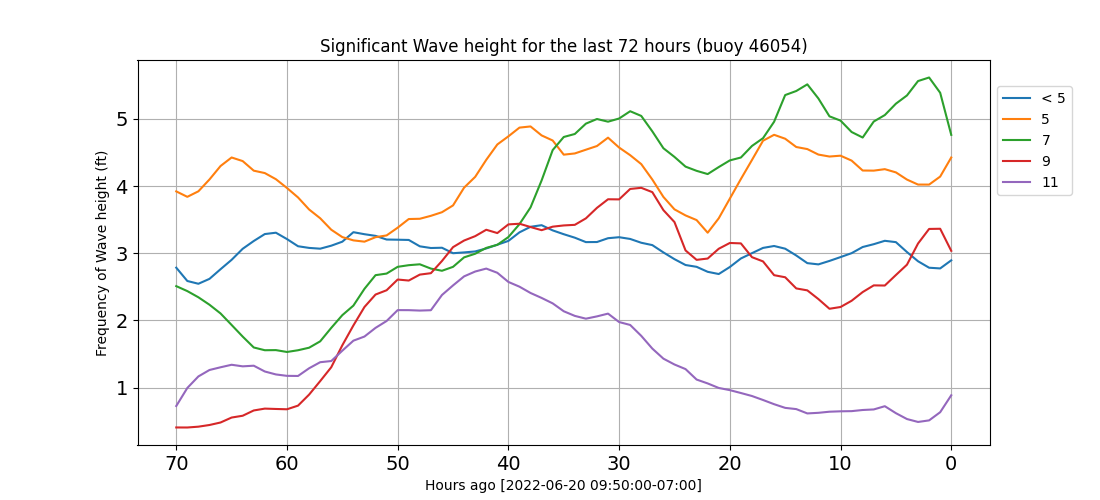 Significant Wave height for the last 72 hours (buoy 46054)
Frequency of Wave height (ft)
5
4
3
2
1
70 60 50 40 30 20 10 0
Hours ago [2022-06-20 09:50:00-07:00]
< 5
5
7
9
11